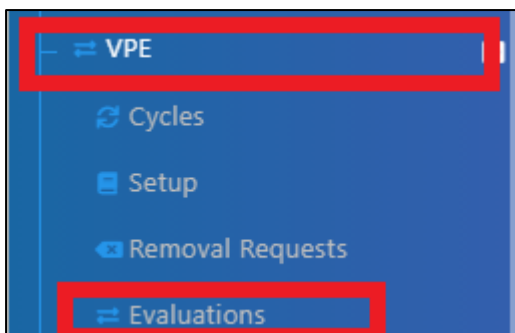 VPE
Cycles
Setup
Removal Requests
Evaluations